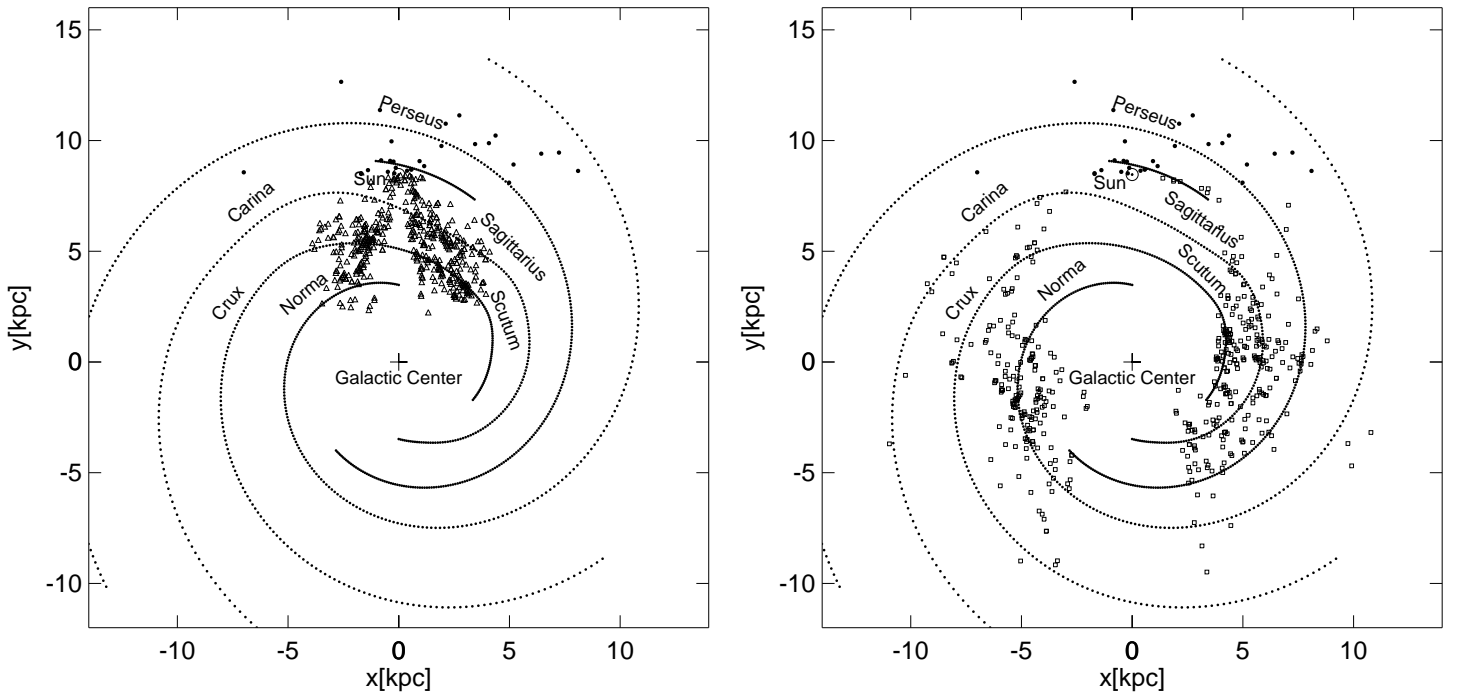 15
10
5
0
-5
-10
y[kpc]
Perseus
Sun
Carina
Sagittarius
Crux
Norma
Scutum
Galactic Center
-10
-5
0
5
10
x[kpc]
15
10
5
0
-5
-10
y[kpc]
Perseus
Sun
Carina
Sagittarius
Scutum
Crux
Norma
Galactic Center
-10
-5
0
5
10
x[kpc]